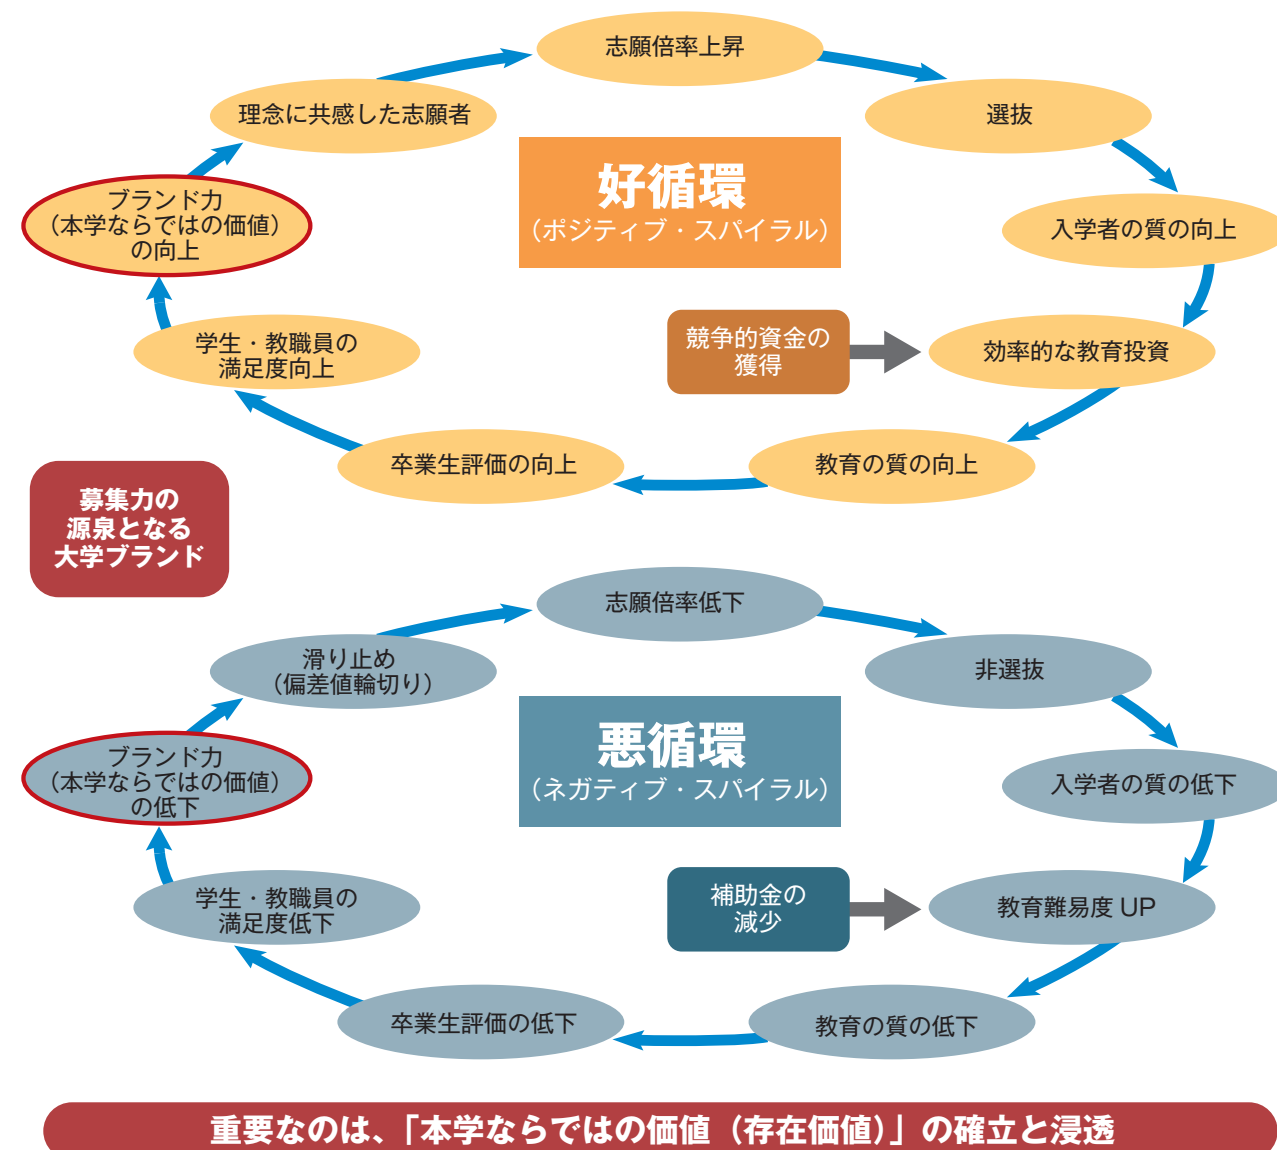 志願倍率上昇
理念に共感した志願者
選抜
好循環
（ポジティブ・スパイラル）
ブランド力
（本学ならではの価値）
の向上
入学者の質の向上
競争的資金の
獲得
効率的な教育投資
学生・教職員の
満足度向上
卒業生評価の向上
教育の質の向上
募集力の
源泉となる
大学ブランド
志願倍率低下
滑り止め
（偏差値輪切り）
非選抜
悪循環
（ネガティブ・スパイラル）
ブランド力
（本学ならではの価値）
の低下
入学者の質の低下
補助金の
減少
教育難易度 UP
学生・教職員の
満足度低下
卒業生評価の低下
教育の質の低下
重要なのは、「本学ならではの価値（存在価値）」の確立と浸透